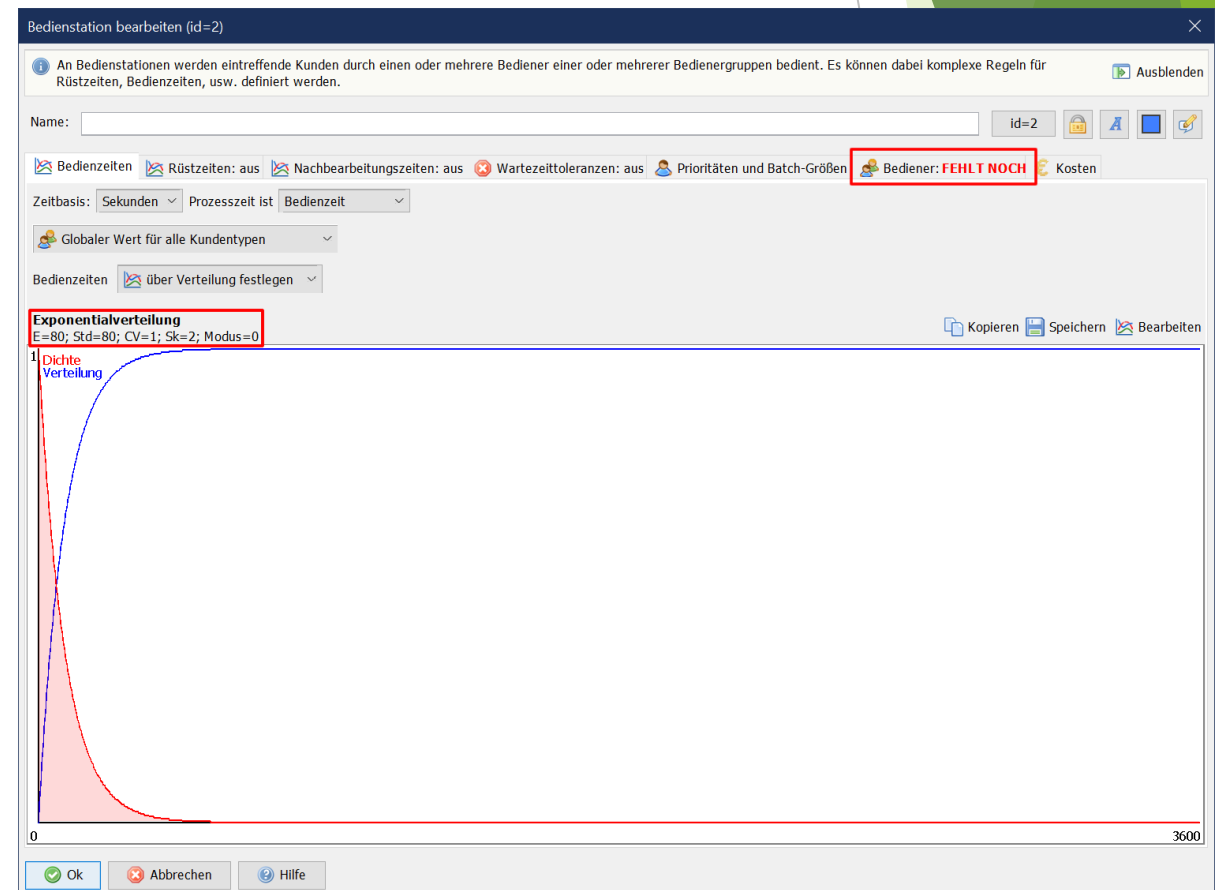 Bedienstation bearbeiten (id=2)
An Bedienstationen werden eintreffende Kunden durch einen oder mehrere Bediener einer oder mehrerer Bedienergruppen bedient. Es können dabei komplexe Regeln für
Rüstzeiten, Bedienzeiten, usw. definiert werden.
Ausblenden
Name:
id=2
A
Bedienzeiten Rüstzeiten: aus Nachbearbeitungszeiten: aus Wartezeittoleranzen: aus Prioritäten und Batch-Größen Bediener: FEHLT NOCH € Kosten
Zeitbasis: Sekunden Prozesszeit ist Bedienzeit
Globaler Wert für alle Kundentypen
Bedienzeiten über Verteilung festlegen
Exponentialverteilung
E=80; Std=80; CV=1; Sk=2; Modus=0
Kopieren Speichern Bearbeiten
1
Dichte
Verteilung
0 3600
Ok Abbrechen Hilfe